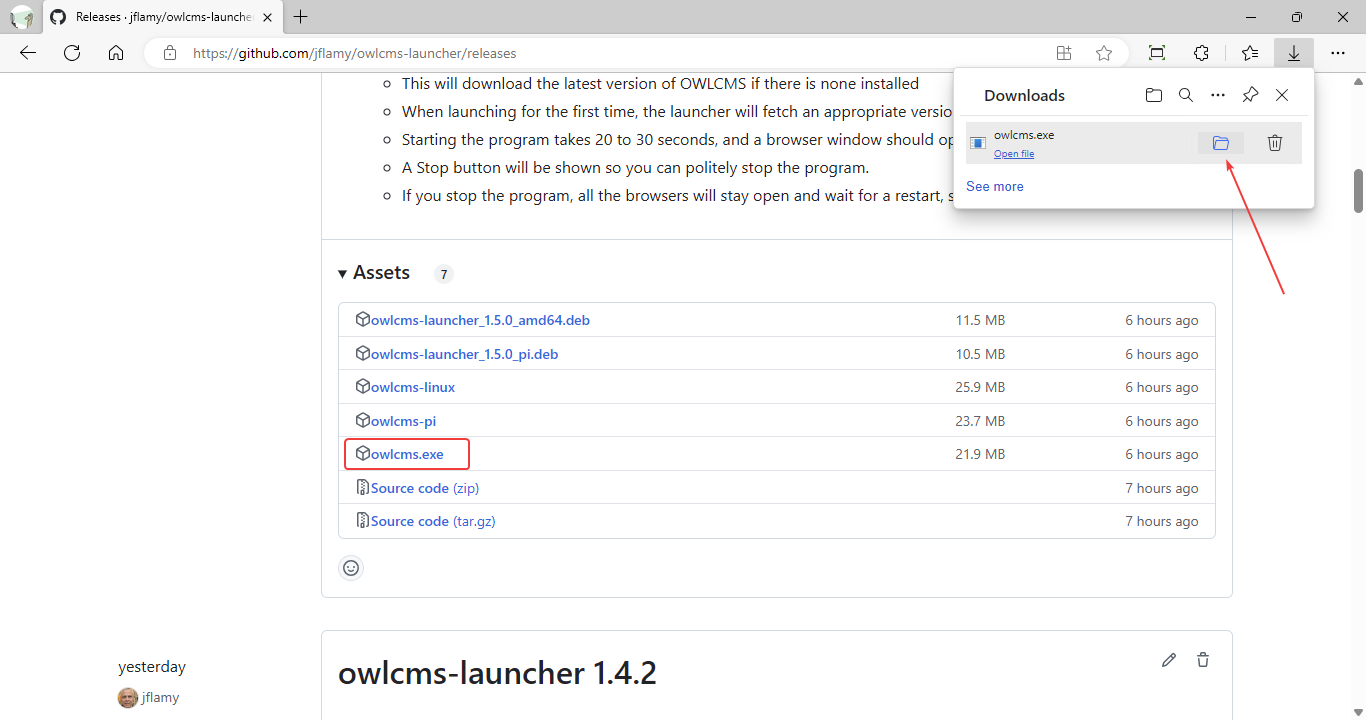 Releases · jflamy/owlcms-launche
https://github.com/jflamy/owlcms-launcher/releases
This will download the latest version of OWLCMS if there is none installed
When launching for the first time, the launcher will fetch an appropriate versio
Starting the program takes 20 to 30 seconds, and a browser window should op
A Stop button will be shown so you can politely stop the program.
If you stop the program, all the browsers will stay open and wait for a restart, s
Downloads
owlcms.exe
Open file
See more
Assets 7
owlcms-launcher_1.5.0_amd64.deb 11.5 MB 6 hours ago
owlcms-launcher_1.5.0_pi.deb 10.5 MB 6 hours ago
owlcms-linux 25.9 MB 6 hours ago
owlcms-pi 23.7 MB 6 hours ago
owlcms.exe 21.9 MB 6 hours ago
Source code (zip) 7 hours ago
Source code (tar.gz) 7 hours ago
yesterday
jflamy
owlcms-launcher 1.4.2